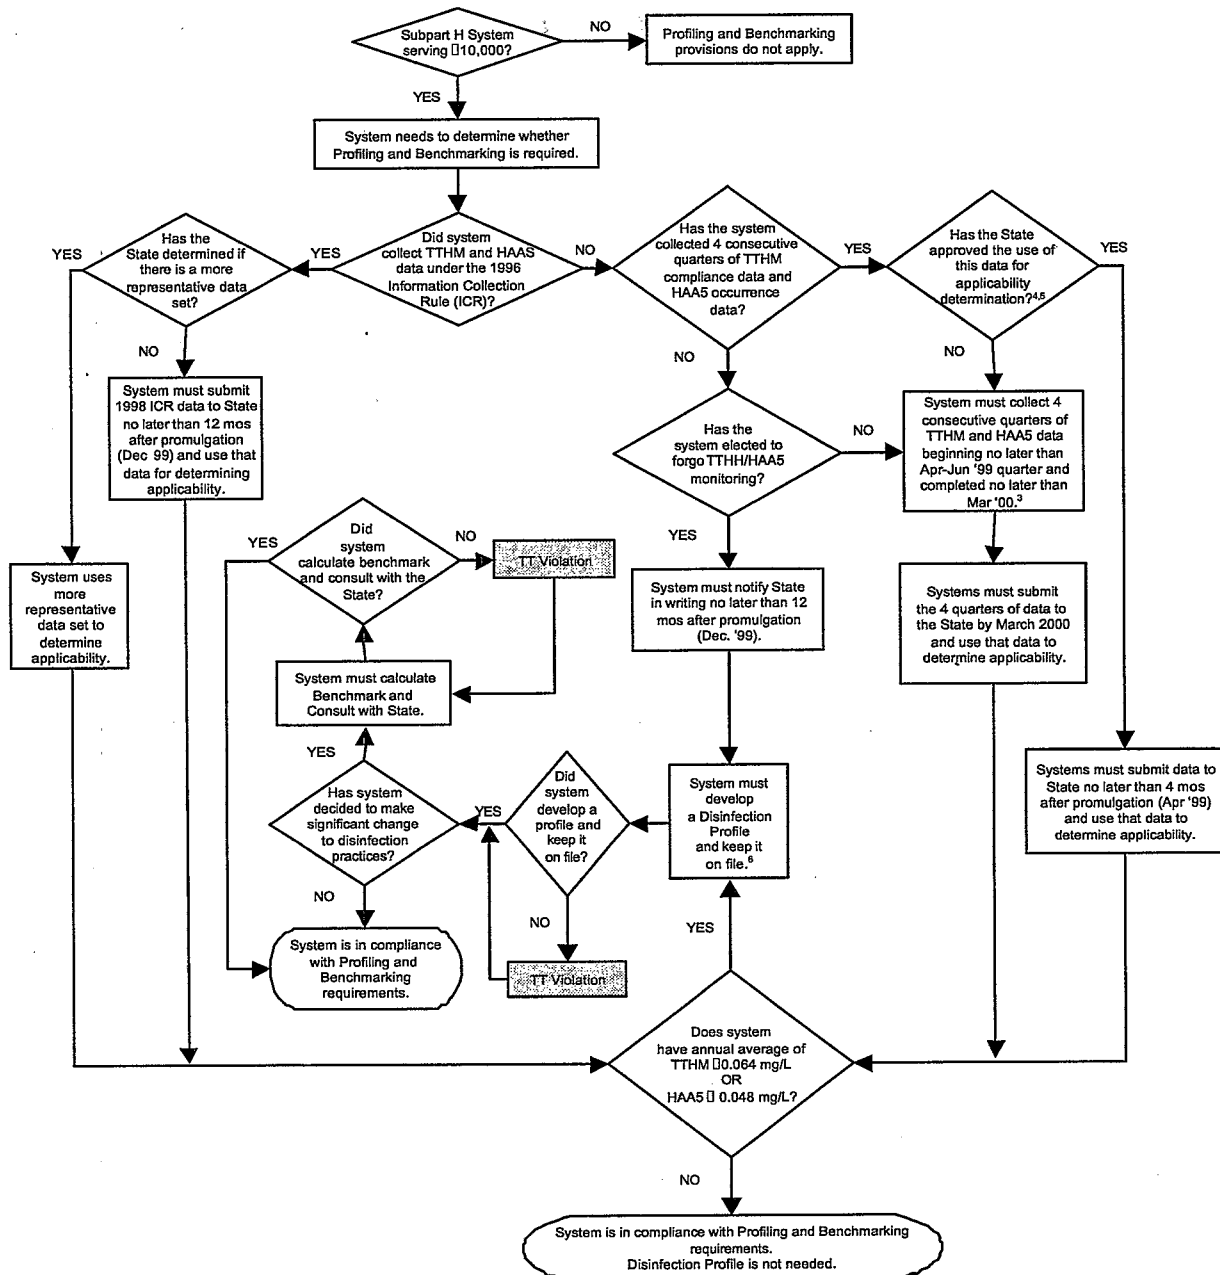 Subpart H System
serving ▯10,000?
NO
Profiling and Benchmarking
provisions do not apply.
YES
System needs to determine whether
Profiling and Benchmarking is required.
YES
Has the
State determined if
there is a more
representative data
set?
YES
Did system
collect TTHM and HAAS
data under the 1996
Information Collection
Rule (ICR)?
NO
Has the system
collected 4 consecutive
quarters of TTHM
compliance data and
HAA5 occurrence
data?
YES
Has the State
approved the use of
this data for
applicability
determination?4,5
YES
NO
System must submit
1998 ICR data to State
no later than 12 mos
after promulgation
(Dec 99) and use that
data for determining
applicability.
NO
Has the
system elected to
forgo TTHH/HAA5
monitoring?
NO
NO
System must collect 4
consecutive quarters of
TTHM and HAA5 data
beginning no later than
Apr-Jun '99 quarter and
completed no later than
Mar '00.3
YES
Did
system
calculate benchmark
and consult with the
State?
NO
TT Violation
YES
System uses
more
representative
data set to
determine
applicability.
System must notify State
in writing no later than 12
mos after promulgation
(Dec. '99).
Systems must submit
the 4 quarters of data to
the State by March 2000
and use that data to
determine applicability.
System must calculate
Benchmark and
Consult with State.
YES
Has system
decided to make
significant change
to disinfection
practices?
YES
Did
system
develop a
profile and
keep it
on file?
System must
develop
a Disinfection
Profile
and keep it
on file.6
Systems must submit data to
State no later than 4 mos
after promulgation (Apr '99)
and use that data to
determine applicability.
NO
NO
YES
System is in compliance
with Profiling and
Benchmarking
requirements.
TT Violation
Does system
have annual average of
TTHM ▯0.064 mg/L
OR
HAA5 ▯ 0.048 mg/L?
NO
System is in compliance with Profiling and Benchmarking
requirements.
Disinfection Profile is not needed.